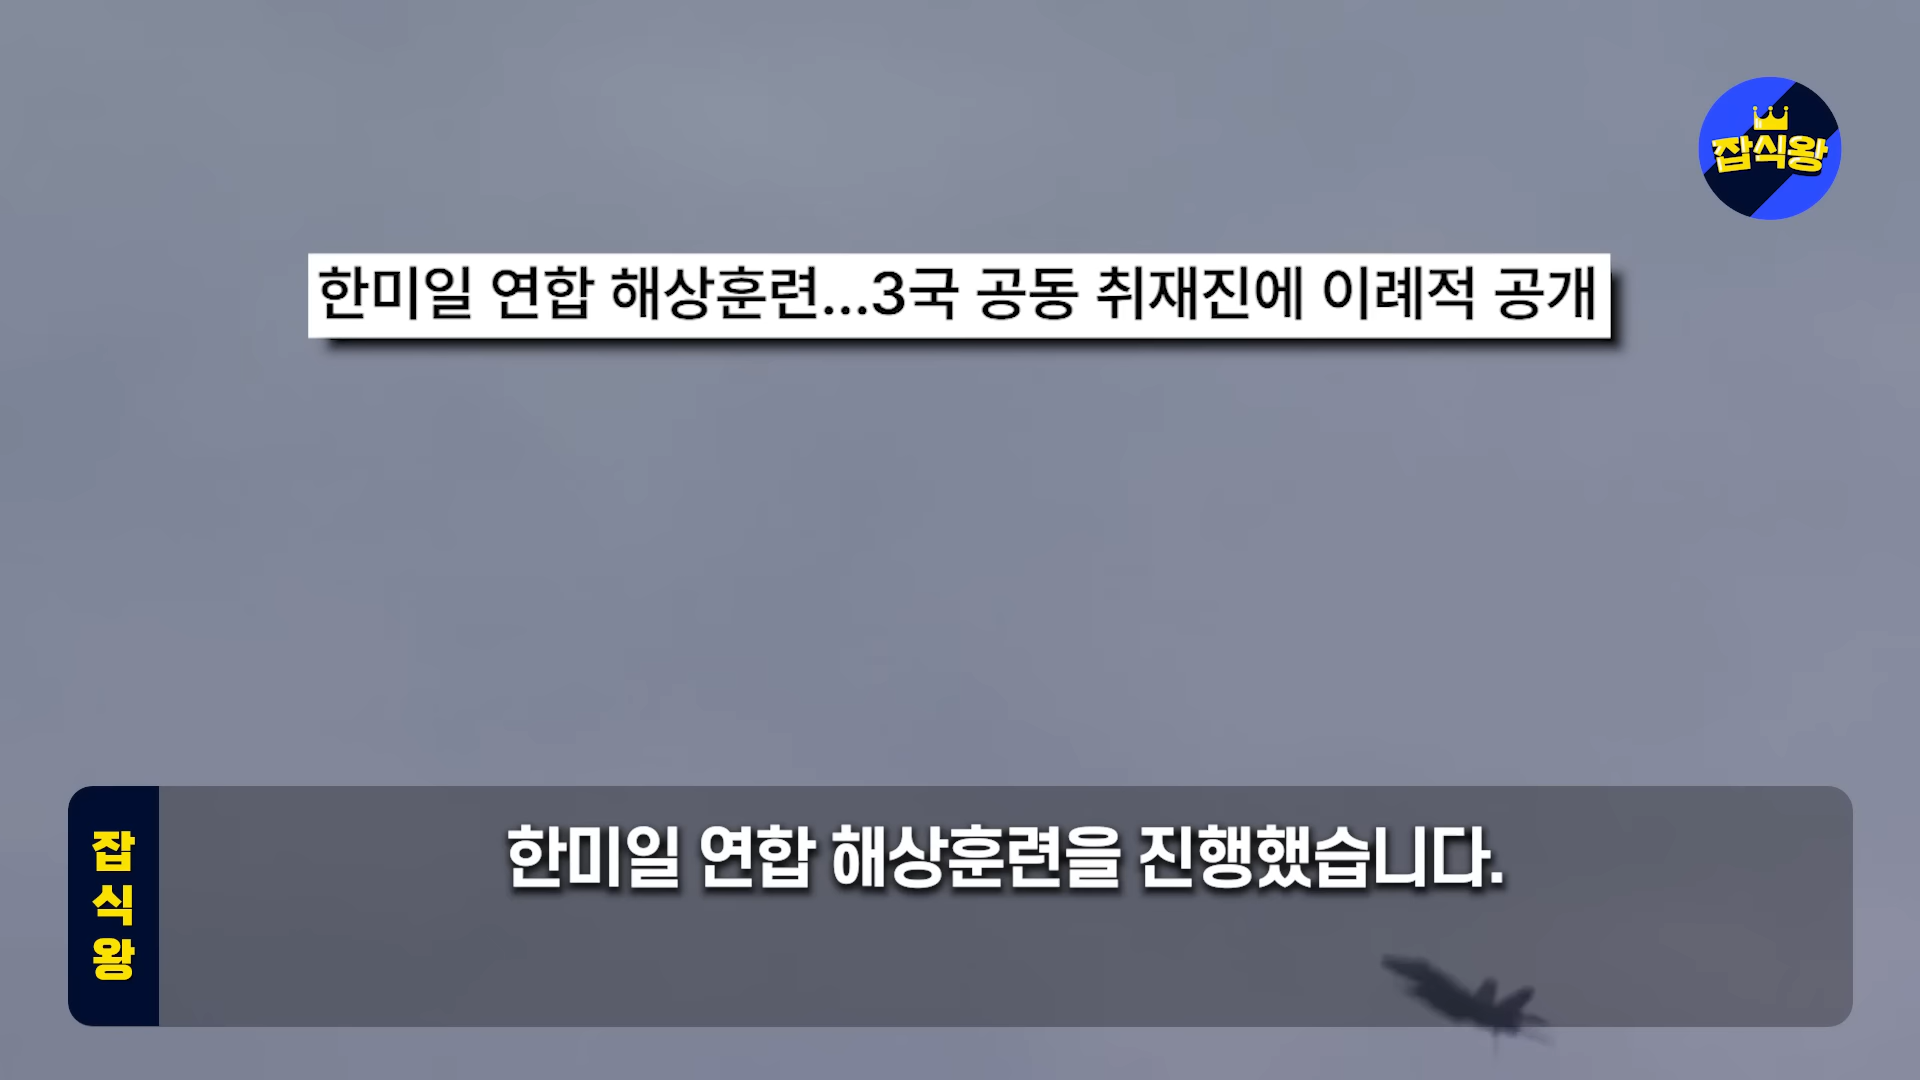 잡식왕
한미일 연합 해상훈련...3국 공동 취재진에 이례적 공개
한미일 연합 해상훈련을 진행했습니다.
잡식왕